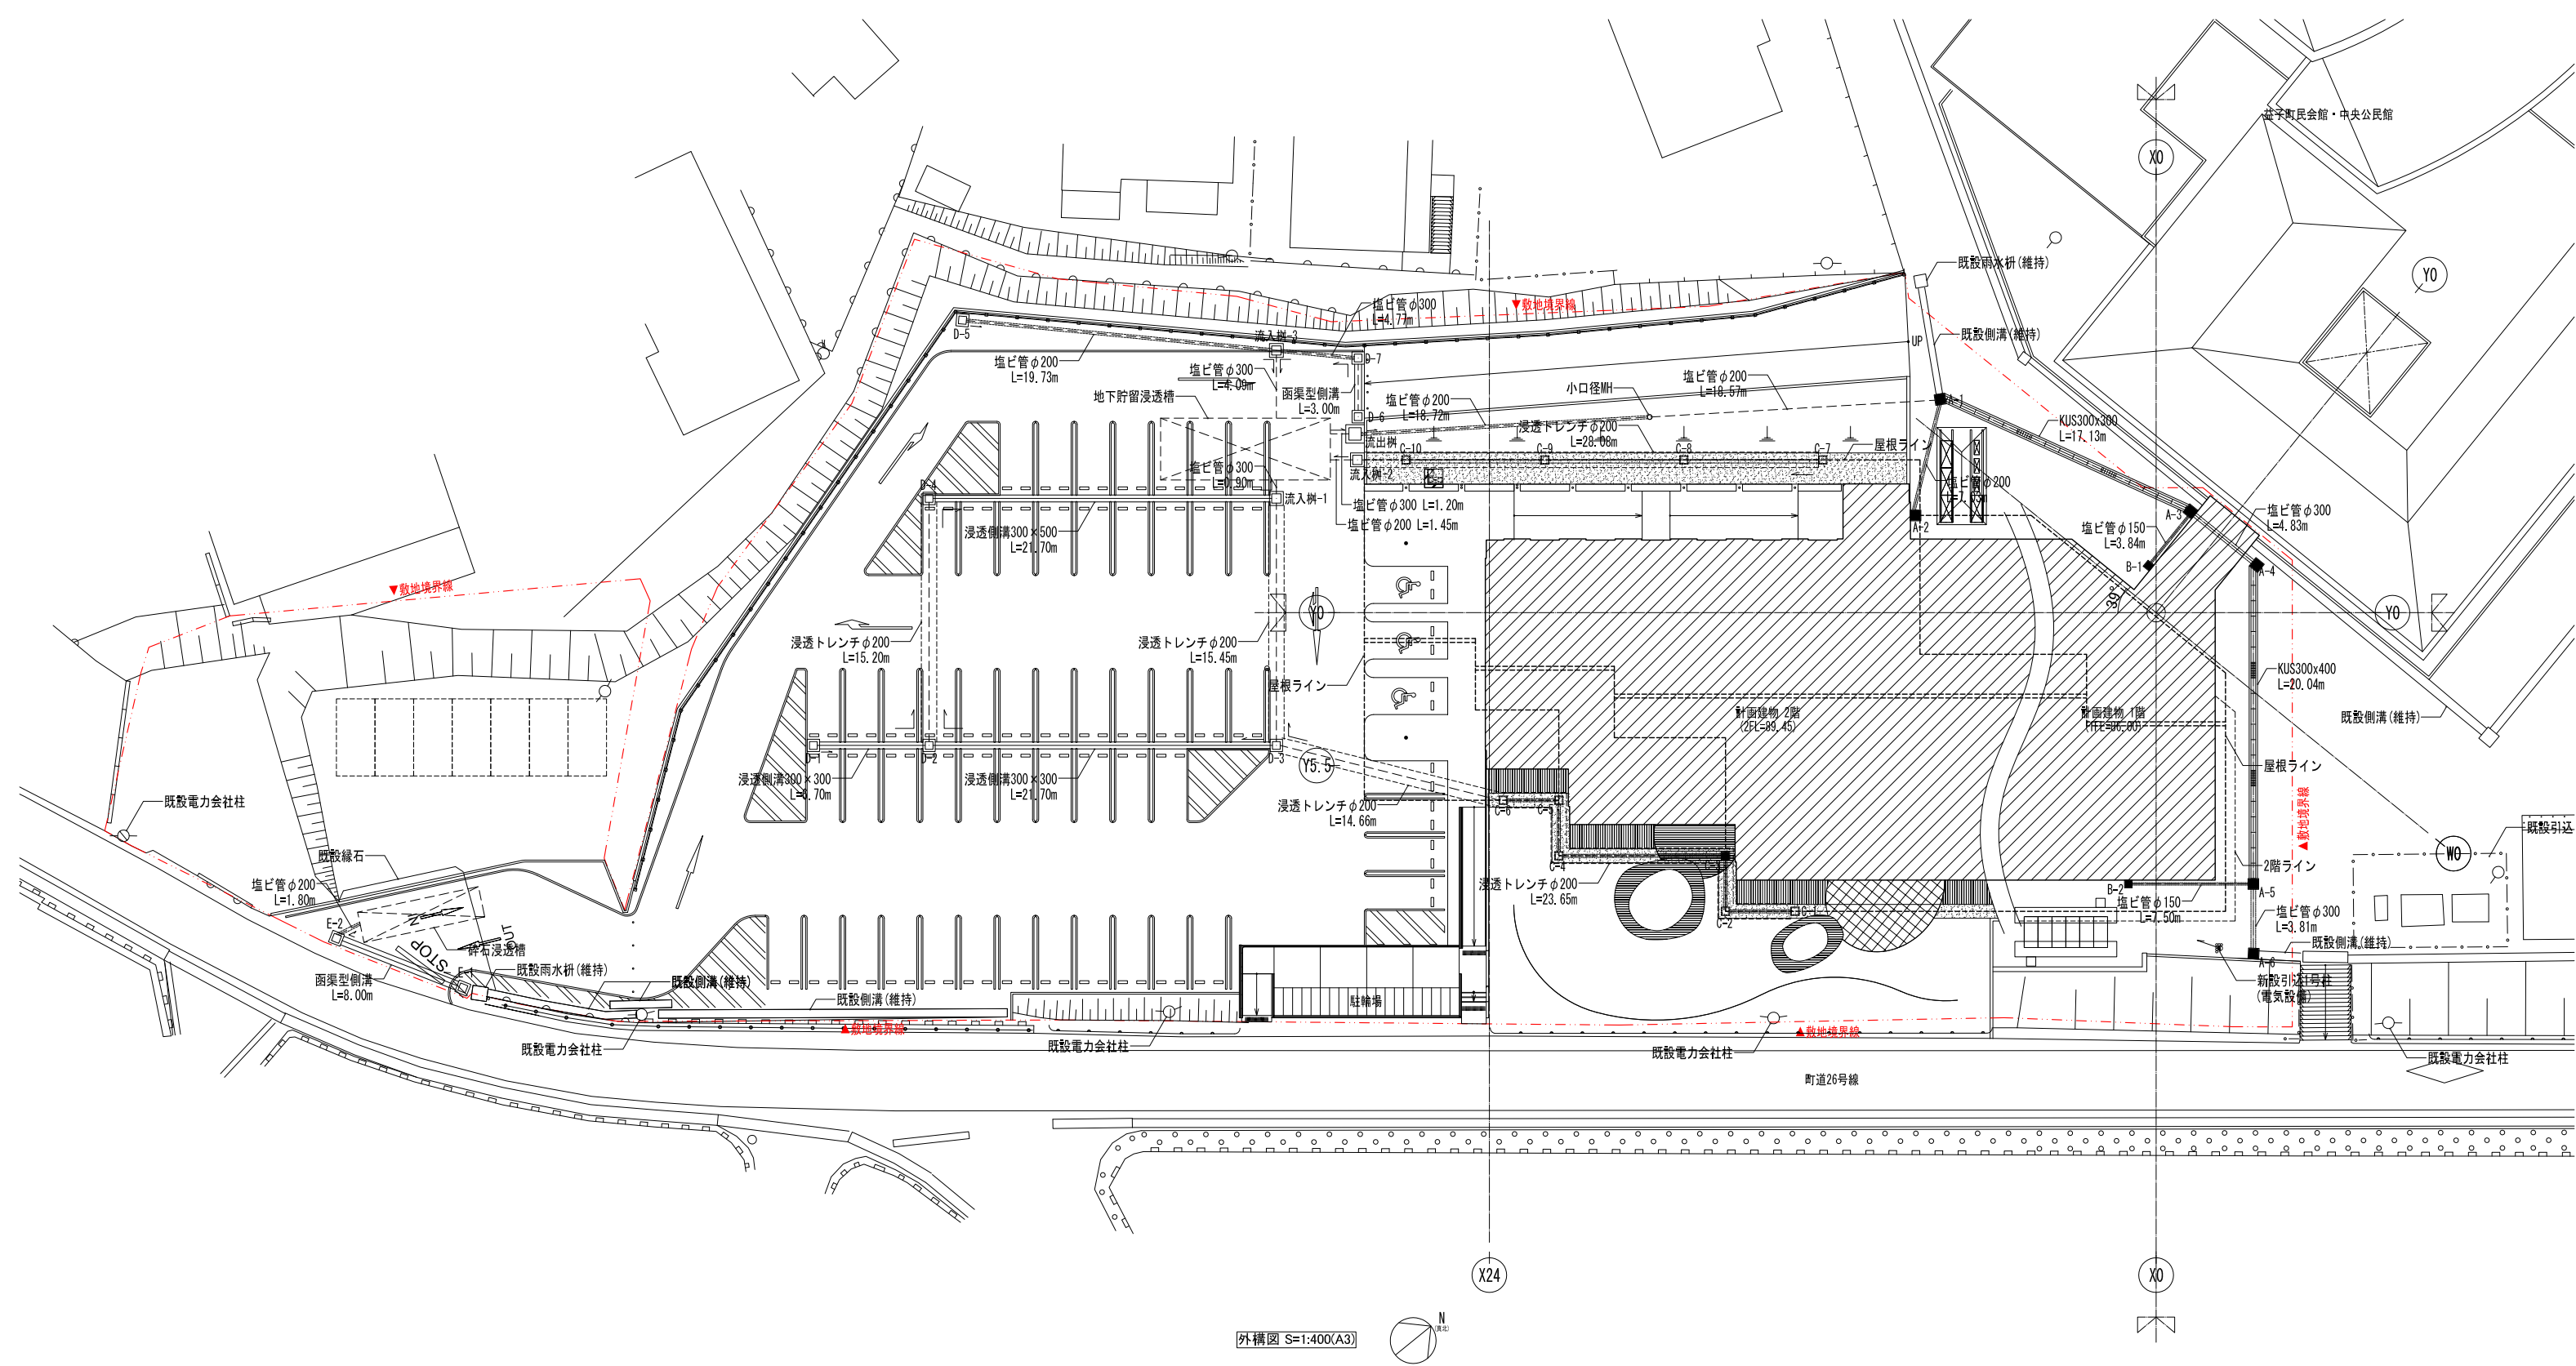 益子町民会館・中央公民館
X0
Y0
既設雨水枡(維持)
▼敷地境界線
塩ビ管φ300
L=4.77m
D-5
流入桝-3
既設側溝(維持)
UP
塩ビ管φ200
L=19.73m
D-7
塩ビ管φ300
L=4.09m
塩ビ管φ200
L=18.57m
小口径MH
地下貯留浸透槽
函渠型側溝
L=3.00m
塩ビ管φ200
L=18.72m
A-1
D-6
KUS300x300
L=17.13m
浸透トレンチφ200
L=28.08m
流出桝
C-10
C-9
C-8
C-7
屋根ライン
塩ビ管φ300
L=0.90m
流入桝-2
D-4
流入桝-1
塩ビ管φ300 L=1.20m
塩ビ管φ200 L=1.45m
塩ビ管φ200
A-2
A-3
塩ビ管φ300
L=4.83m
浸透側溝300×500
L=21.70m
塩ビ管φ150
L=3.84m
B-1
A-4
▼敷地境界線
39°
Y0
Y0
浸透トレンチφ200
L=15.20m
浸透トレンチφ200
L=15.45m
屋根ライン
KUS300x400
L=20.04m
計画建物 2階
(2FL=89.45)
計画建物 1階
既設側溝(維持)
D-1
D-2
D-3
Y5.5
屋根ライン
浸透側溝300×300
L=6.70m
浸透側溝300×300
L=21.70m
浸透トレンチφ200
L=14.66m
C-6
C-5
既設電力会社柱
▲敷地境界線
既設引込
既設縁石
C-4
W0
2階ライン
塩ビ管φ200
L=1.80m
浸透トレンチφ200
L=23.65m
B-2
A-5
塩ビ管φ150
L=7.50m
C-2
C-1
塩ビ管φ300
L=3.81m
E-2
STOP
OUT
IN
砕石浸透槽
既設側溝(維持)
A-6
E-1
既設雨水枡(維持)
函渠型側溝
L=8.00m
既設側溝(維持)
既設側溝(維持)
新設引込1号柱
(電気設備)
駐輪場
▲敷地境界線
▲敷地境界線
既設電力会社柱
既設電力会社柱
既設電力会社柱
既設電力会社柱
町道26号線
X24
X0
外構図 S=1:400(A3)
N
(真北)